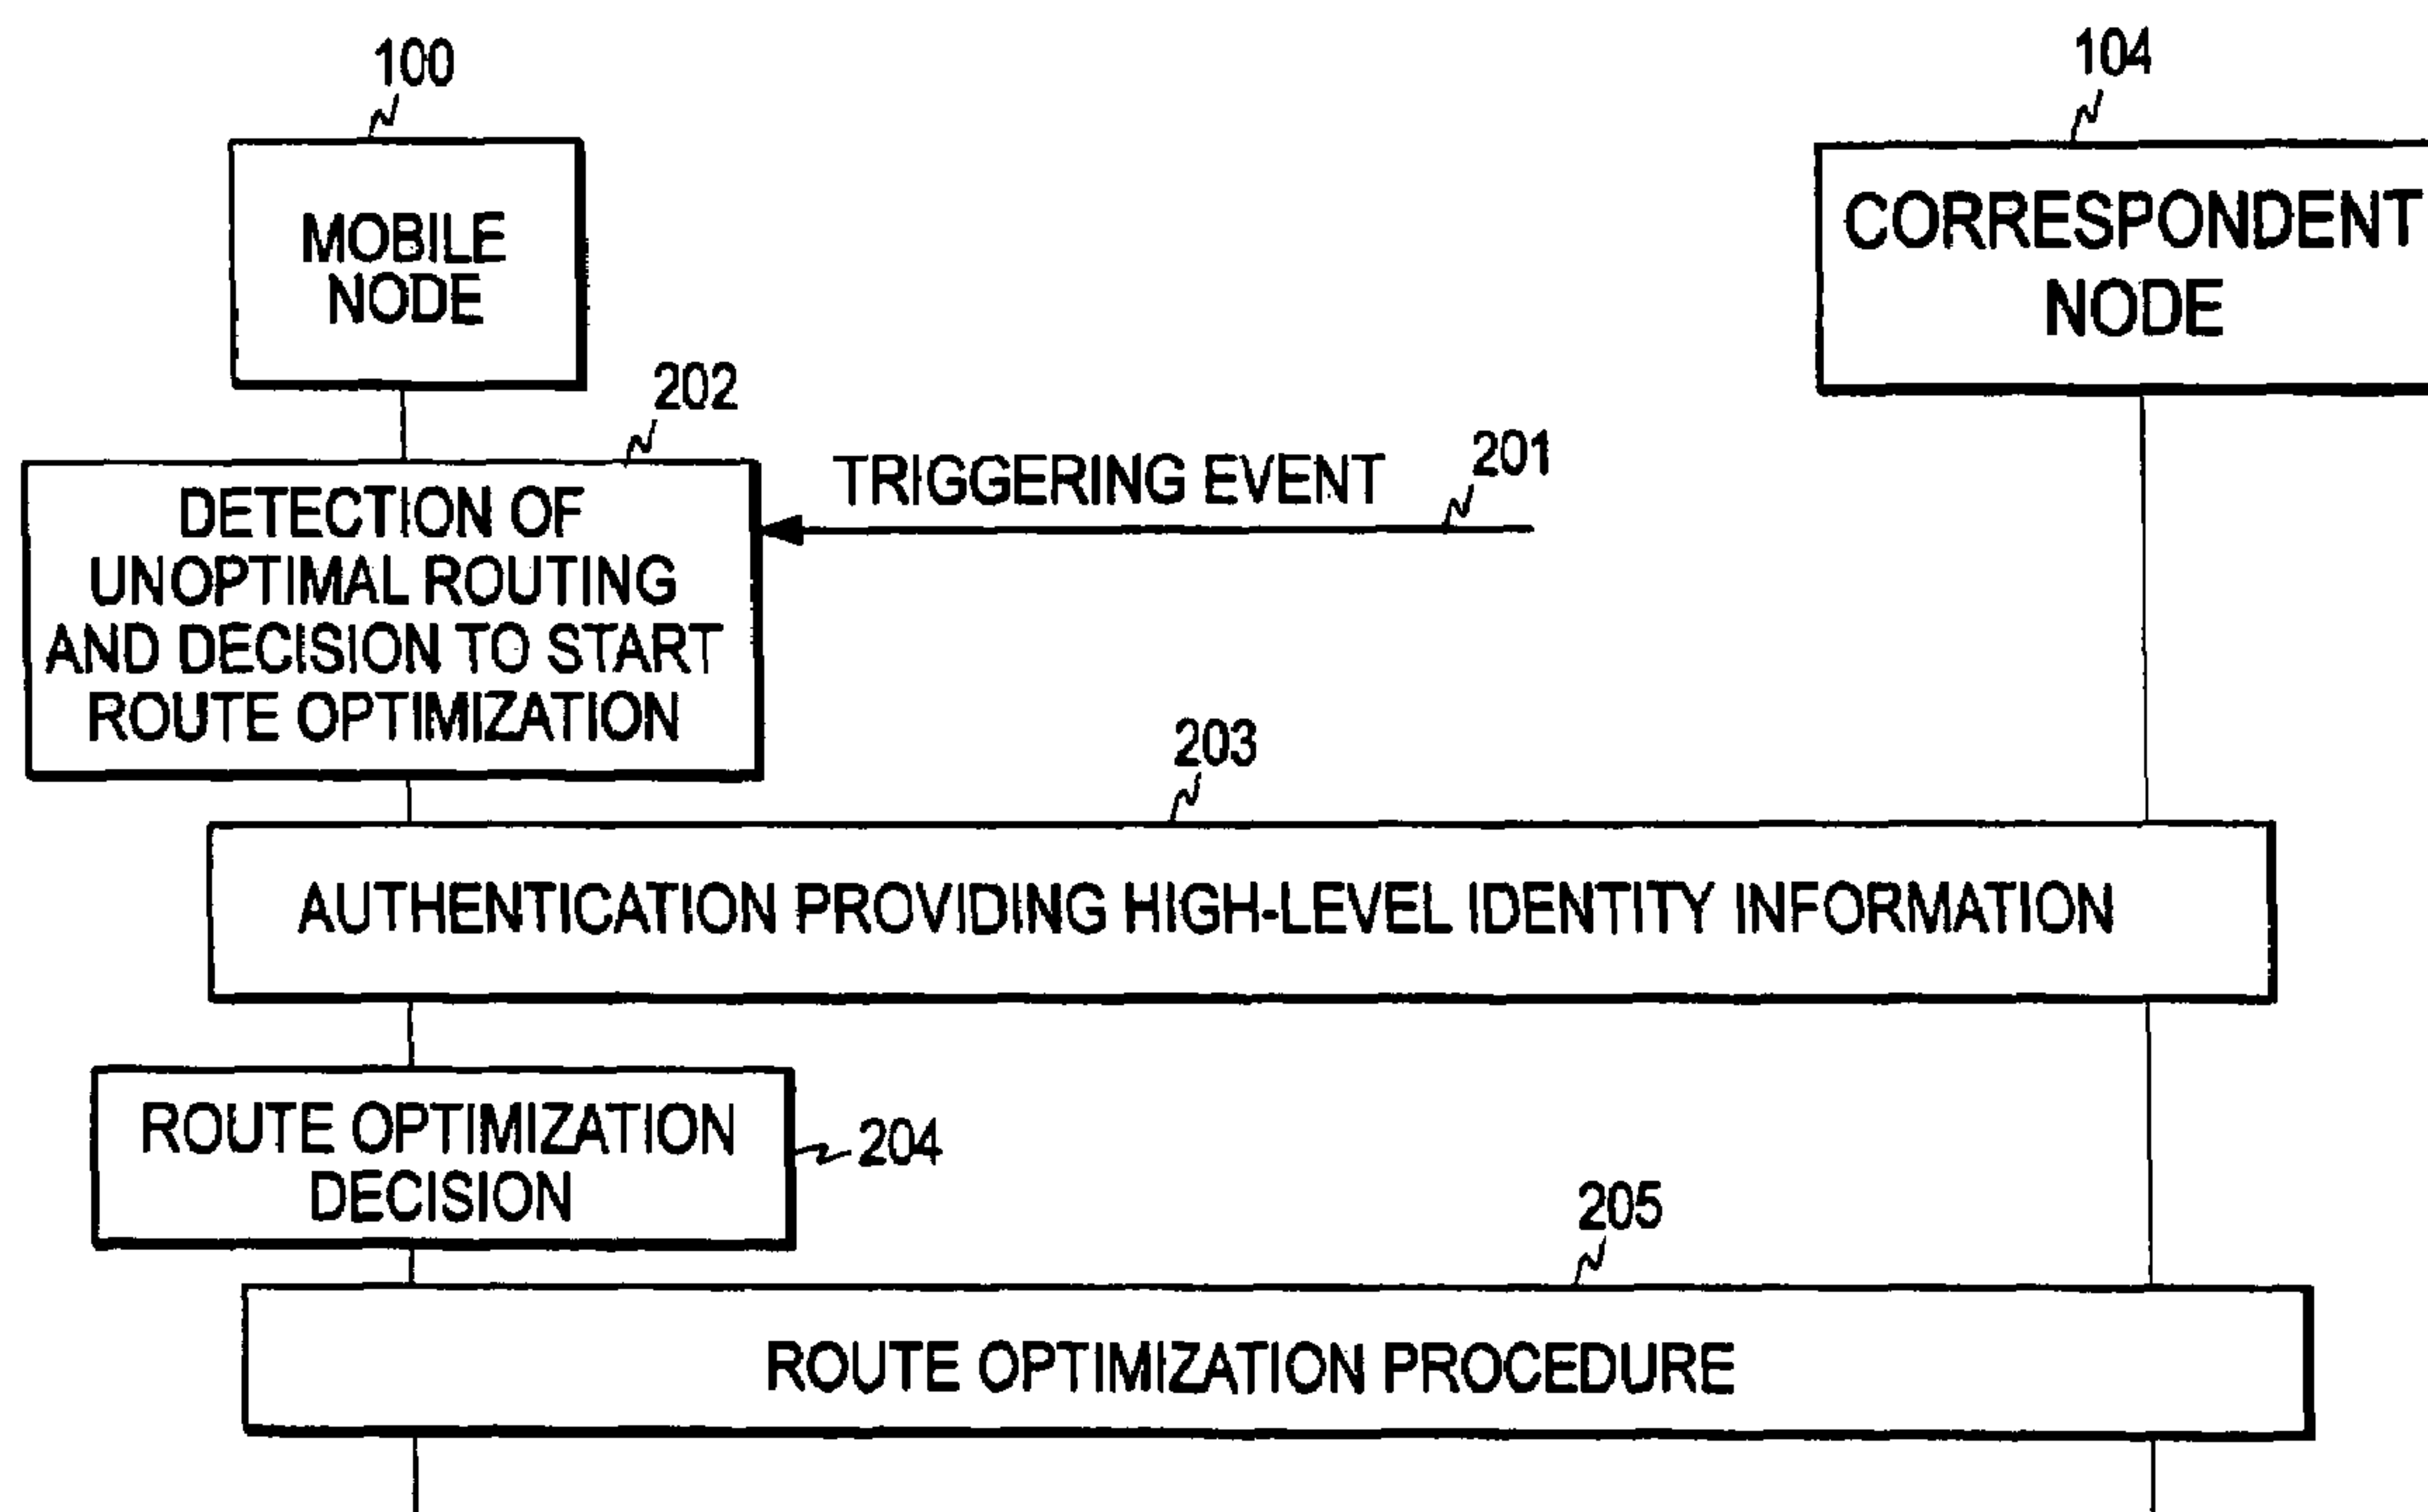 100
104
MOBILE
NODE
CORRESPONDENT
NODE
202
201
TRIGGERING EVENT
DETECTION OF
UNOPTIMAL ROUTING
AND DECISION TO START
ROUTE OPTIMIZATION
203
AUTHENTICATION PROVIDING HIGH-LEVEL IDENTITY INFORMATION
ROUTE OPTIMIZATION
DECISION
204
205
ROUTE OPTIMIZATION PROCEDURE